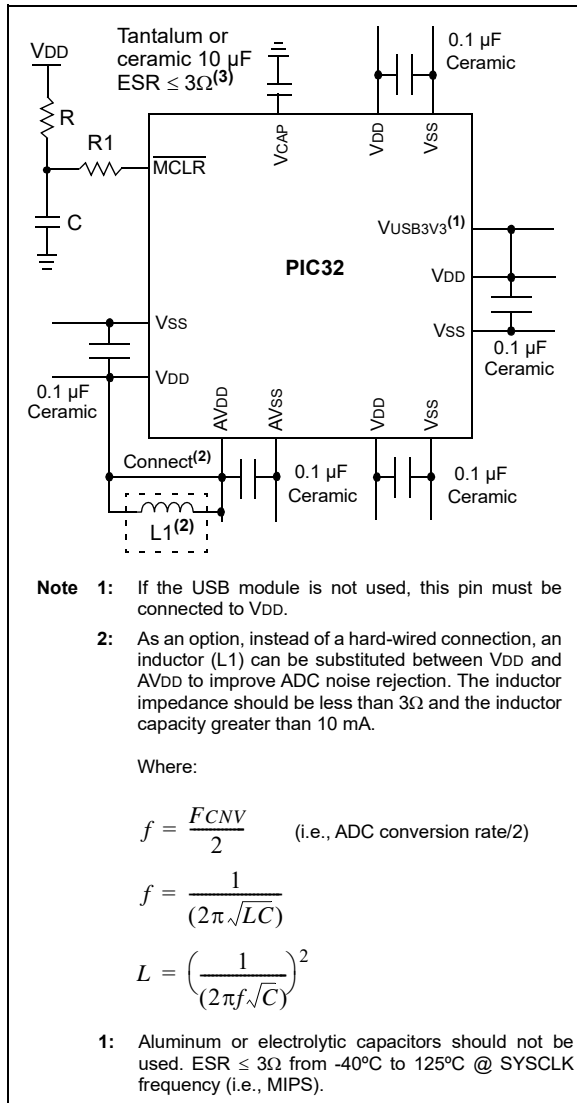 Tantalum or
ceramic 10 µF
ESR ≤ 3Ω(3)
0.1 µF
Ceramic
VDD
R
R1
MCLR
C
VCAP
VDD
VSS
VUSB3V3(1)
VDD
VSS
PIC32
0.1 µF
Ceramic
VSS
VDD
0.1 µF
Ceramic
AVDD
AVSS
VDD
VSS
Connect(2)
L1(2)
0.1 µF
Ceramic
0.1 µF
Ceramic
Note 1: If the USB module is not used, this pin must be
connected to VDD.
2: As an option, instead of a hard-wired connection, an
inductor (L1) can be substituted between VDD and
AVDD to improve ADC noise rejection. The inductor
impedance should be less than 3Ω and the inductor
capacity greater than 10 mA.
Where:
f = FCNV / 2 (i.e., ADC conversion rate/2)
f = 1 / (2π√LC)
L = (1 / (2πf√C))²
1: Aluminum or electrolytic capacitors should not be
used. ESR ≤ 3Ω from -40ºC to 125ºC @ SYSCLK
frequency (i.e., MIPS).